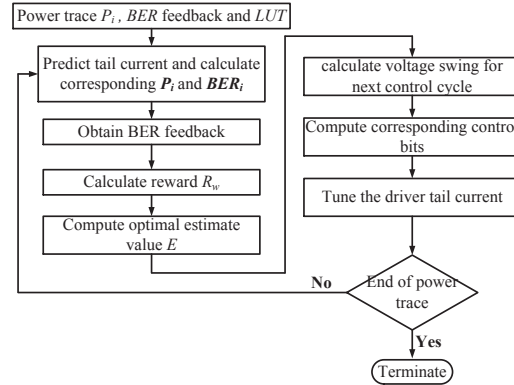 Power trace Pi, BER feedback and LUT
Predict tail current and calculate
corresponding Pi and BERi
Obtain BER feedback
Calculate reward Rw
Compute optimal estimate
value E
calculate voltage swing for
next control cycle
Compute corresponding control
bits
Tune the driver tail current
End of power
trace
No
Yes
Terminate